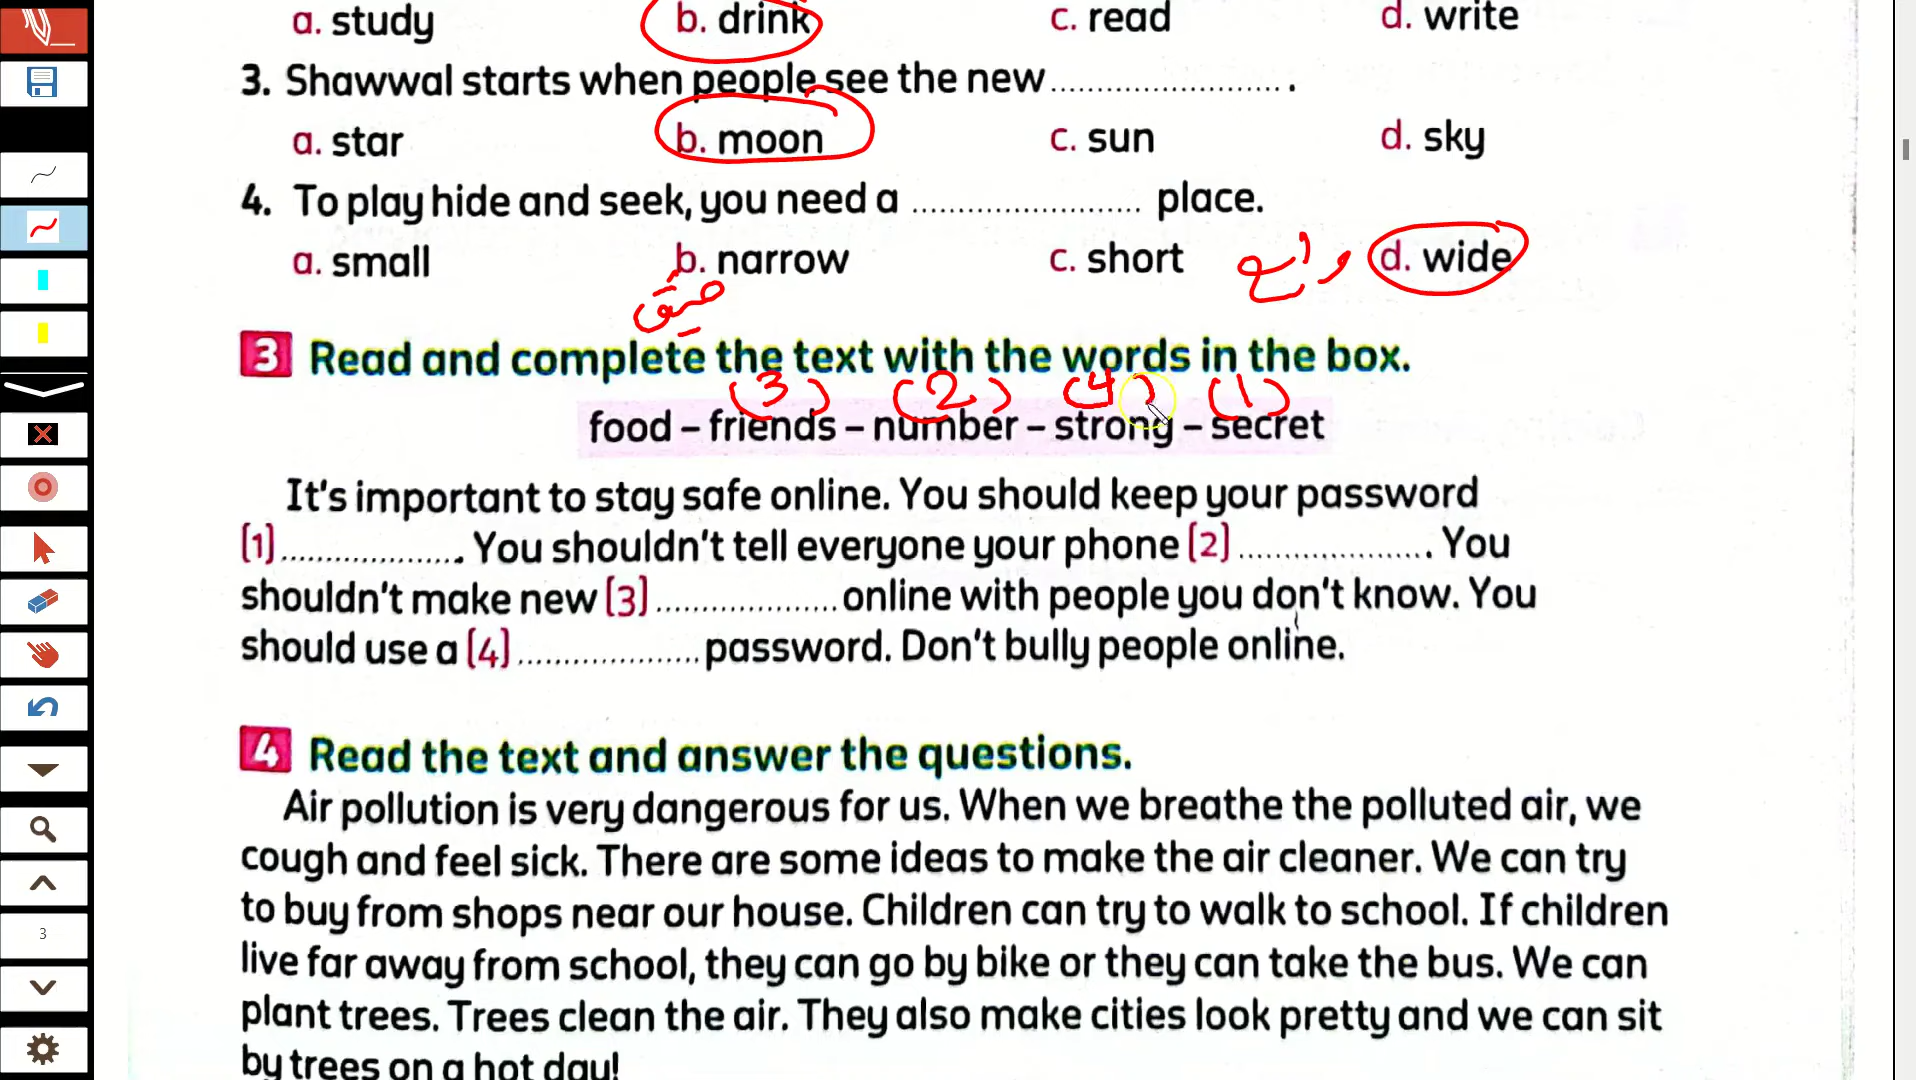 a. study b. drink c. read d. write
3. Shawwal starts when people see the new ......................... .
a. star b. moon c. sun d. sky
4. To play hide and seek, you need a ......................... place.
a. small b. narrow c. short d. wide
ضيق واسع
3 Read and complete the text with the words in the box.
(3) (2) (4) (1)
food – friends – number – strong – secret
It's important to stay safe online. You should keep your password
(1).................... . You shouldn't tell everyone your phone (2) .................... . You
shouldn't make new (3) .................... online with people you don't know. You
should use a (4) .................... password. Don't bully people online.
4 Read the text and answer the questions.
Air pollution is very dangerous for us. When we breathe the polluted air, we
cough and feel sick. There are some ideas to make the air cleaner. We can try
to buy from shops near our house. Children can try to walk to school. If children
live far away from school, they can go by bike or they can take the bus. We can
plant trees. Trees clean the air. They also make cities look pretty and we can sit
by trees on a hot day!
3